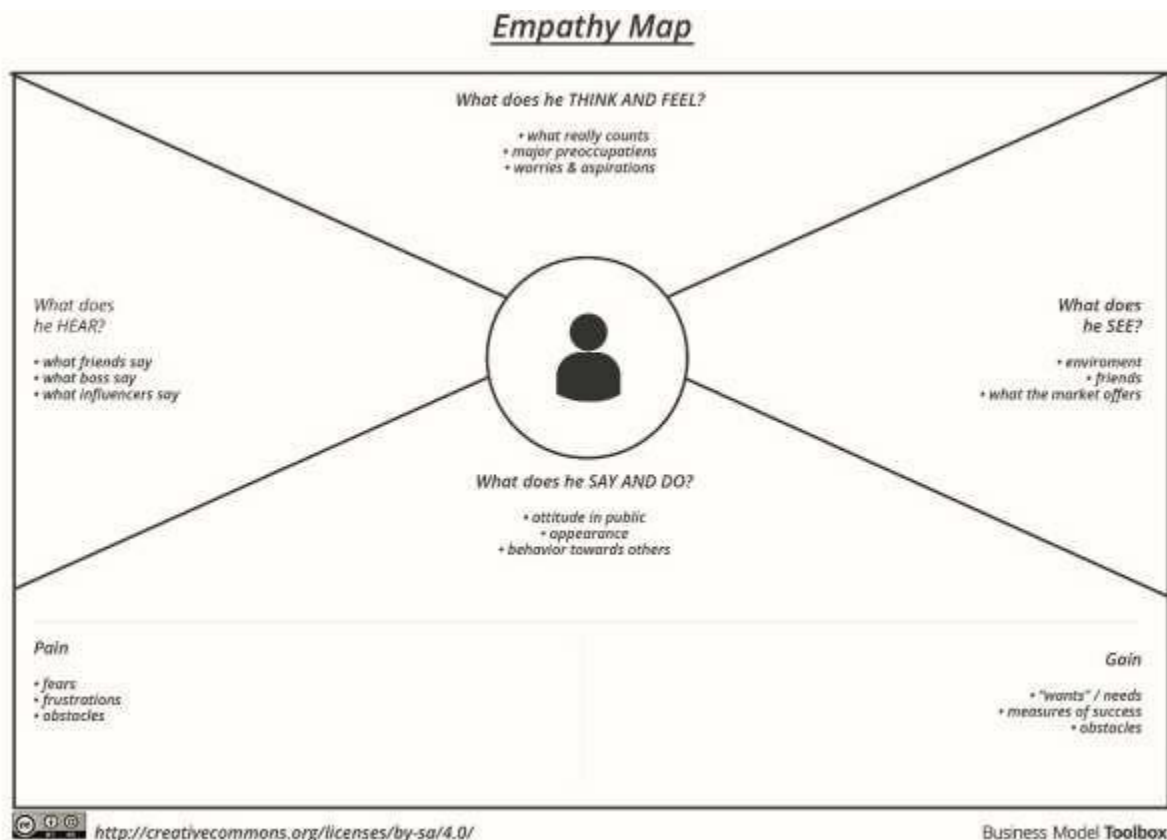 Empathy Map
What does he THINK AND FEEL?
• what really counts
• major preoccupatiens
• worries & aspirations
What does
he HEAR?
• what friends say
• what boss say
• what influencers say
What does
he SEE?
• enviroment
• friends
• what the market offers
What does he SAY AND DO?
• attitude in public
• appearance
• behavior towards others
Pain
• fears
• frustrations
• obstacles
Gain
• "wants" / needs
• measures of success
• obstacles
http://creativecommons.org/licenses/by-sa/4.0/
Business Model Toolbox